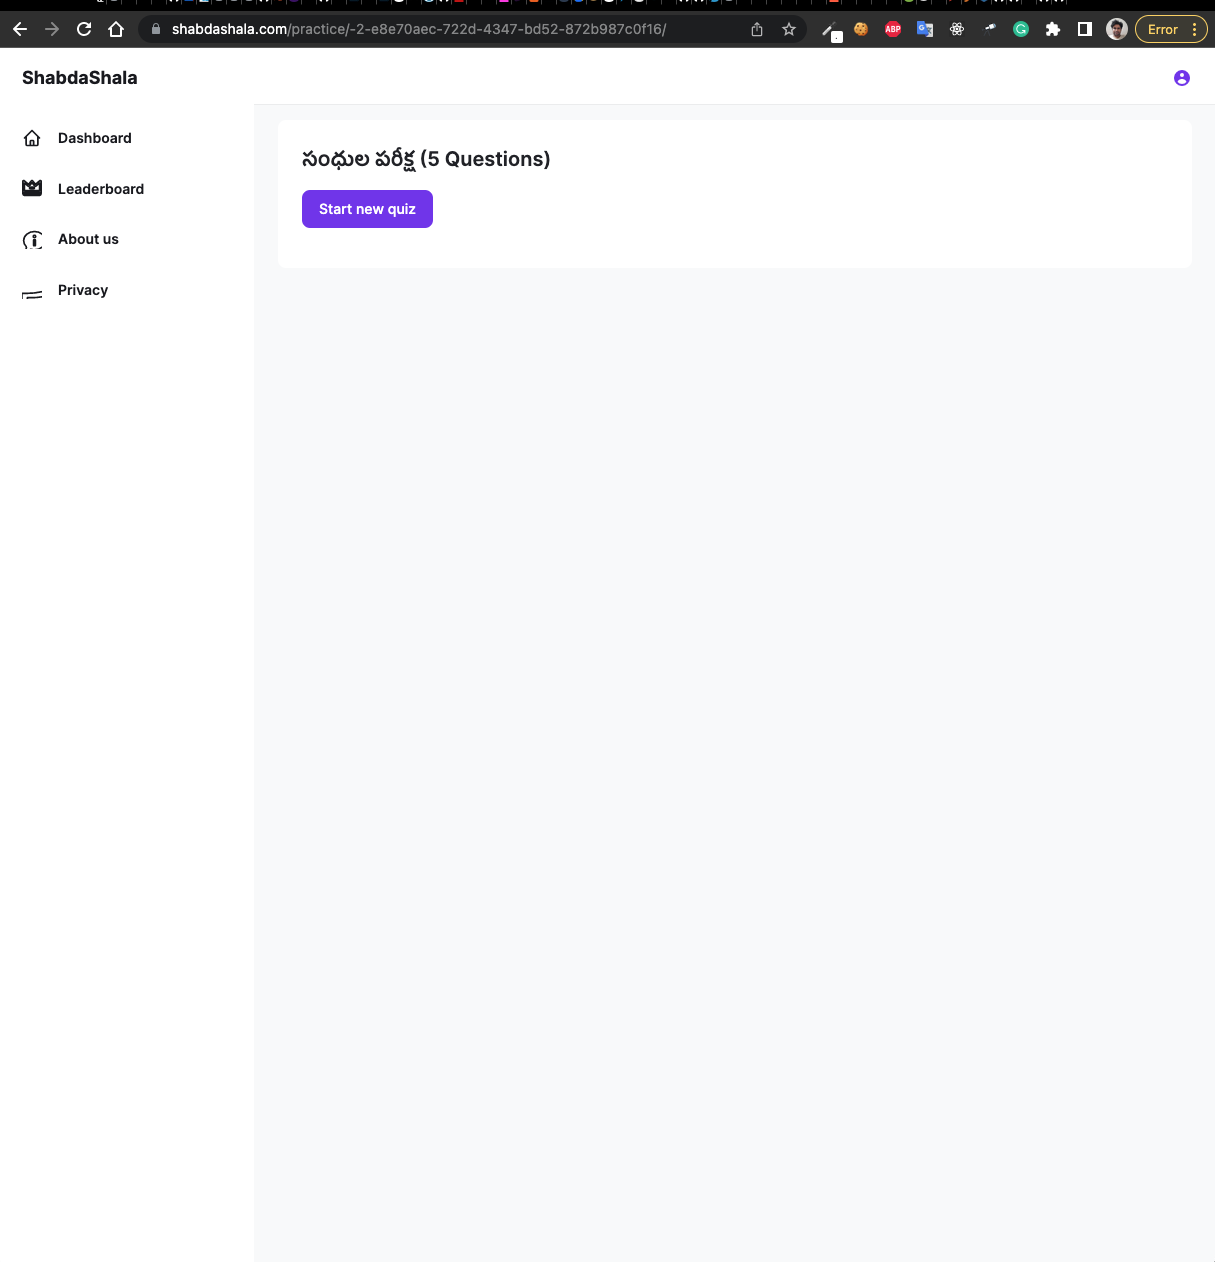 shabdashala.com/practice/-2-e8e70aec-722d-4347-bd52-872b987c0f16/
ABP
G
Error
ShabdaShala
Dashboard
Leaderboard
About us
Privacy
సంధుల పరీక్ష (5 Questions)
Start new quiz